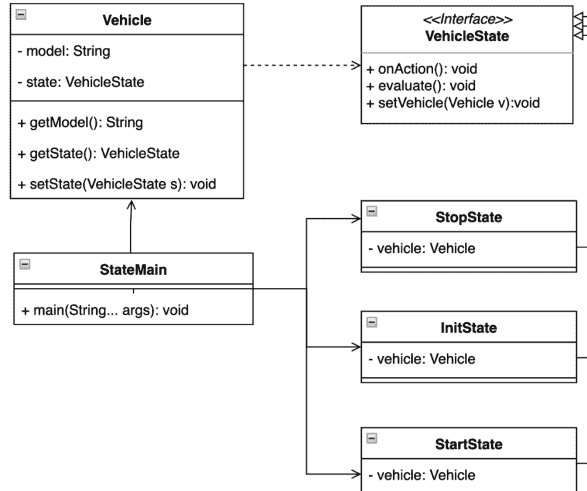 Vehicle
- model: String
- state: VehicleState
+ getModel(): String
+ getState(): VehicleState
+ setState(VehicleState s): void
<<Interface>>
VehicleState
+ onAction(): void
+ evaluate(): void
+ setVehicle(Vehicle v):void
StateMain
+ main(String... args): void
StopState
- vehicle: Vehicle
InitState
- vehicle: Vehicle
StartState
- vehicle: Vehicle